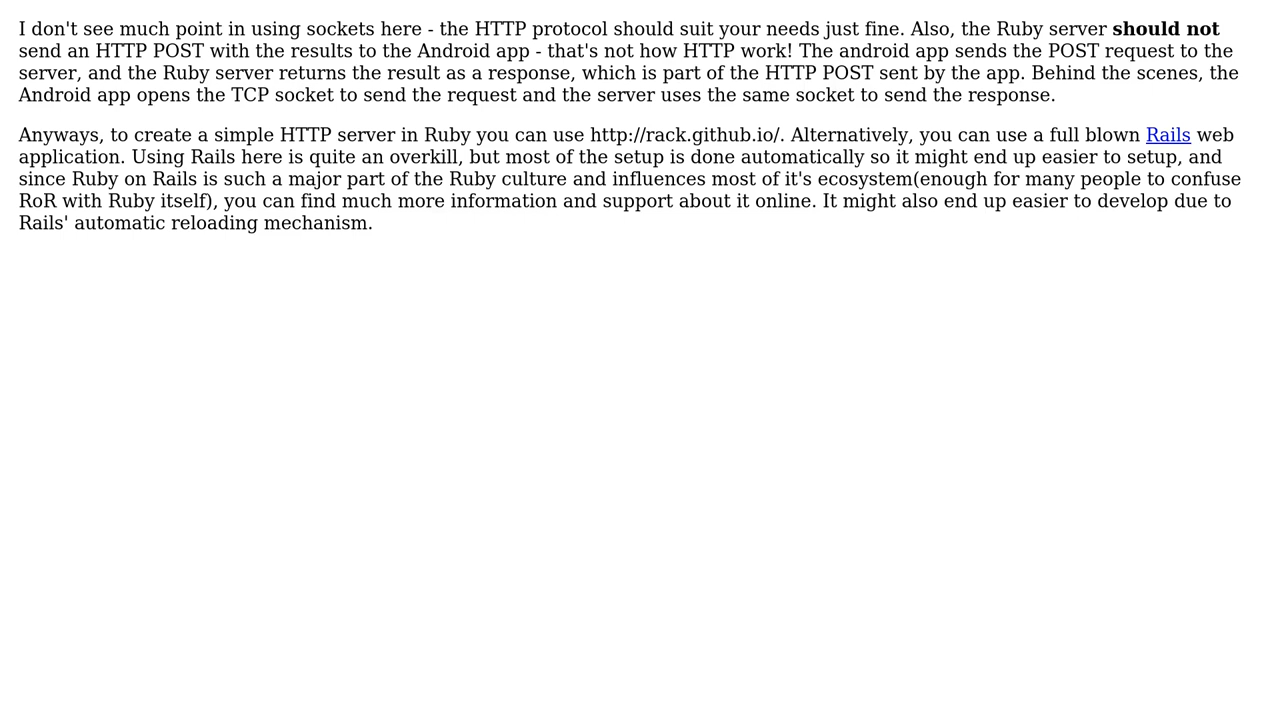 I don't see much point in using sockets here - the HTTP protocol should suit your needs just fine. Also, the Ruby server should not
send an HTTP POST with the results to the Android app - that's not how HTTP work! The android app sends the POST request to the
server, and the Ruby server returns the result as a response, which is part of the HTTP POST sent by the app. Behind the scenes, the
Android app opens the TCP socket to send the request and the server uses the same socket to send the response.
Anyways, to create a simple HTTP server in Ruby you can use http://rack.github.io/. Alternatively, you can use a full blown Rails web
application. Using Rails here is quite an overkill, but most of the setup is done automatically so it might end up easier to setup, and
since Ruby on Rails is such a major part of the Ruby culture and influences most of it's ecosystem(enough for many people to confuse
RoR with Ruby itself), you can find much more information and support about it online. It might also end up easier to develop due to
Rails' automatic reloading mechanism.